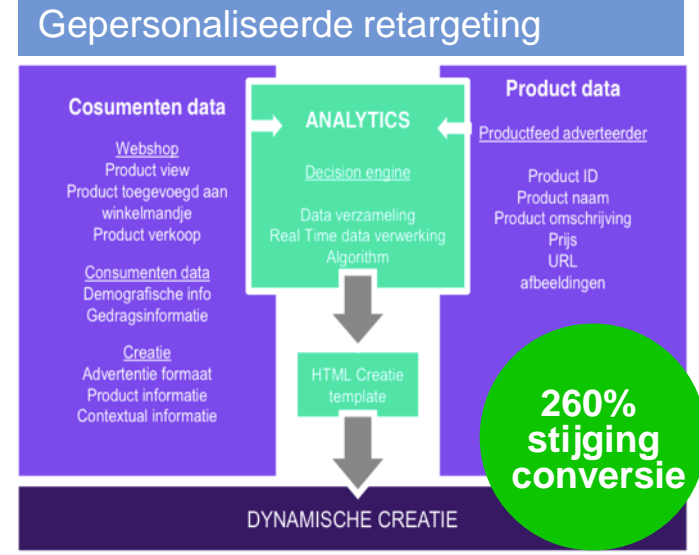 Gepersonaliseerde retargeting
Cosumenten data
Webshop
Product view
Product toegevoegd aan
winkelmandje
Product verkoop
Consumenten data
Demografische info
Gedragsinformatie
Creatie
Advertentie formaat
Product informatie
Contextual informatie
ANALYTICS
Decision engine
Data verzameling
Real Time data verwerking
Algorithm
HTML Creatie
template
Product data
Productfeed adverteerder
Product ID
Product naam
Product omschrijving
Prijs
URL
afbeeldingen
260%
stijging
conversie
DYNAMISCHE CREATIE